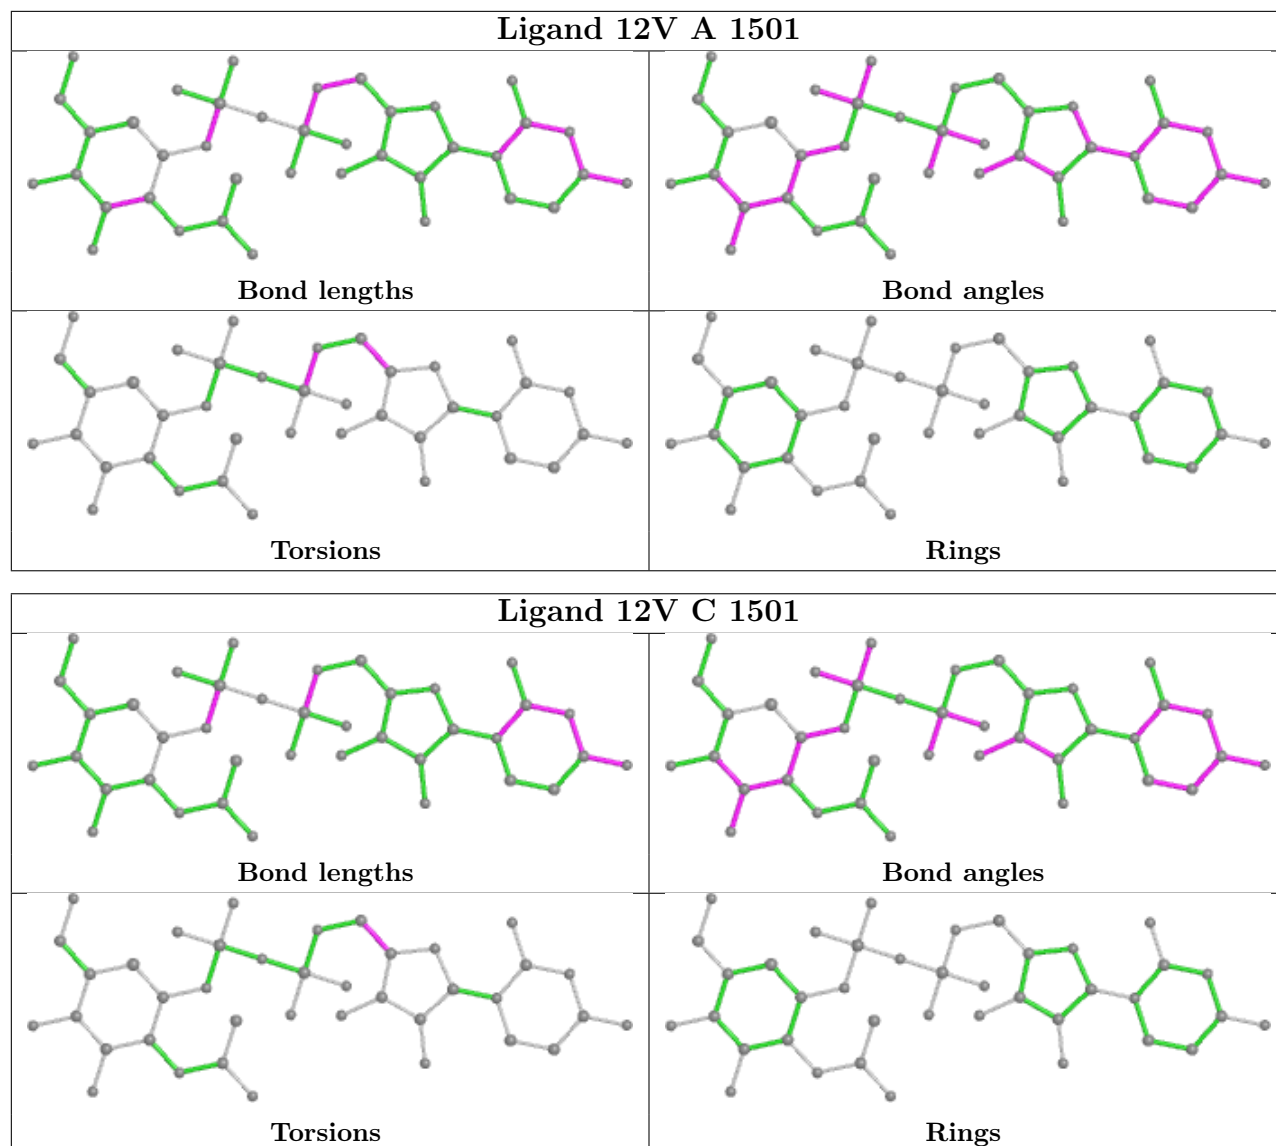 Ligand 12V A 1501
Bond lengths
Bond angles
Torsions
Rings
Ligand 12V C 1501
Bond lengths
Bond angles
Torsions
Rings